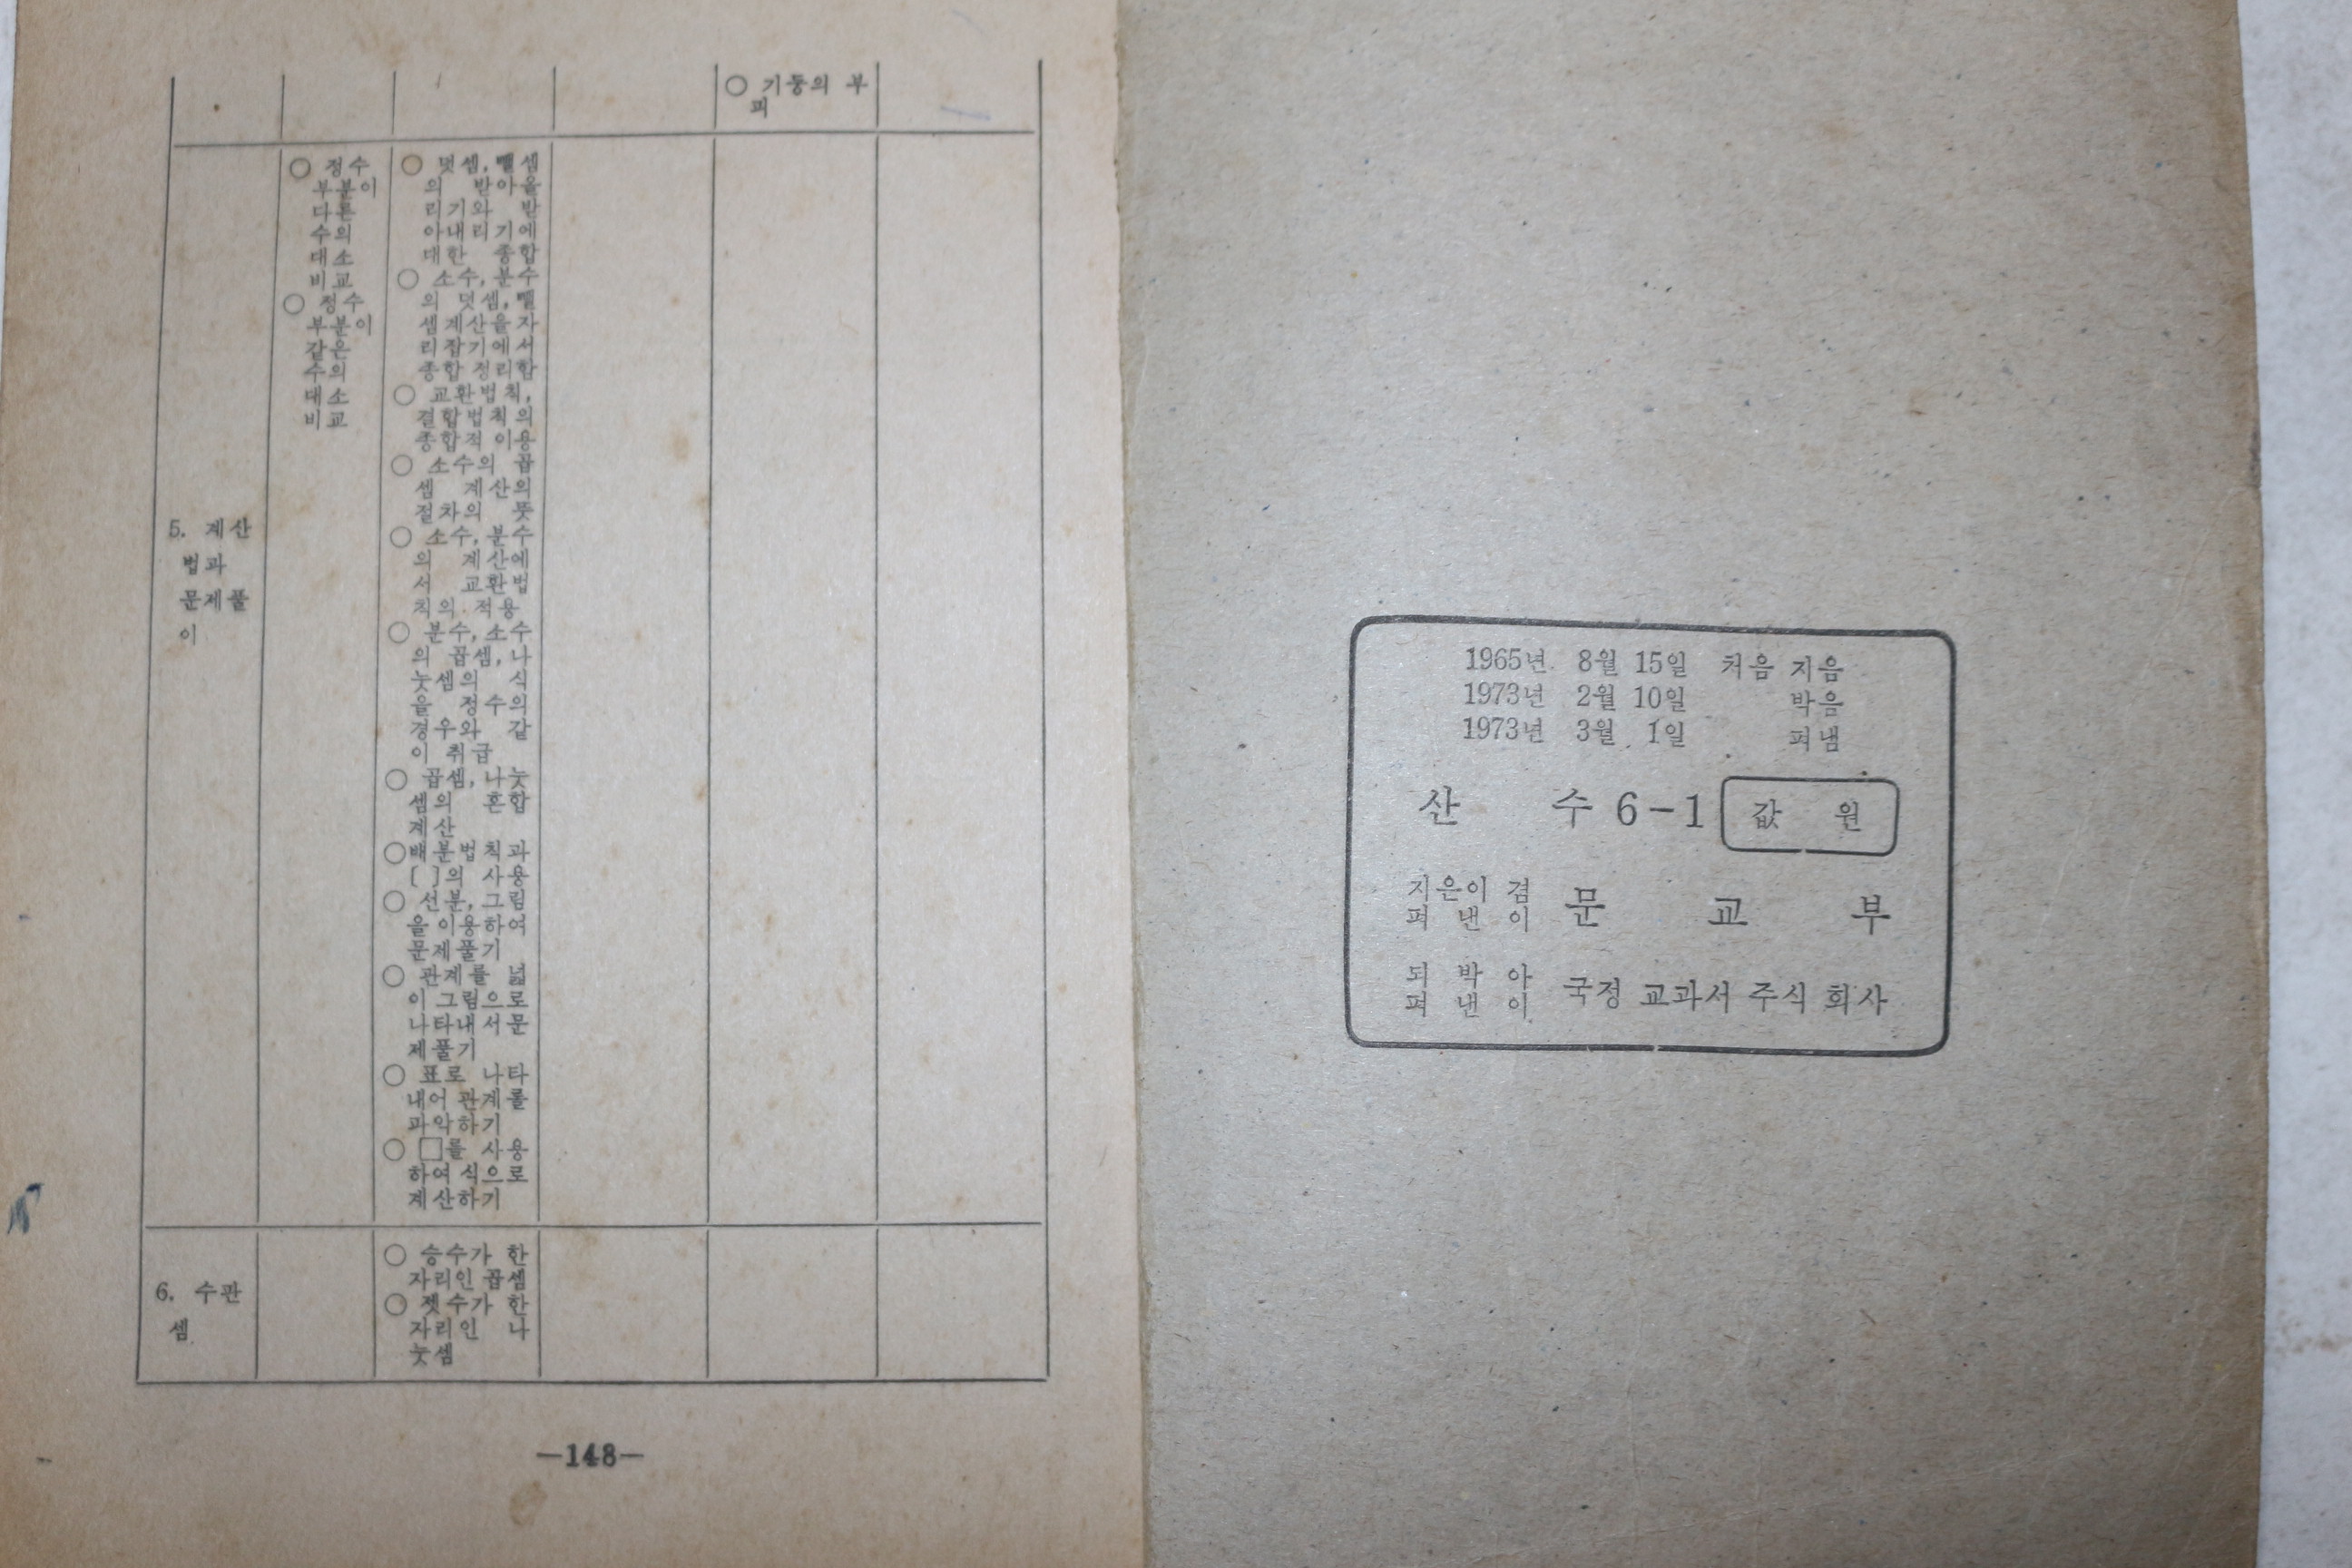 ○ 기둥의 부
피
5. 계산
법과
문제풀
이
○ 정수
부분이
다른
수의
대소
비교
○ 정수
부분이
같은
수의
대소
비교
○ 덧셈, 뺄셈
의 받아올
리기와 받
아내리기에
대한 종합
○ 소수, 분수
의 덧셈, 뺄
셈계산을자
리잡기에서
종합 정리함
○ 교환법칙,
결합법칙의
종합적 이용
○ 소수의 곱
셈 계산의
절차의 뜻
○ 소수, 분수
의 계산에
서 교환법
칙의 적용
○ 분수, 소수
의 곱셈, 나
눗셈의 식
을 정수의
경우와 같
이 취급
○ 곱셈, 나눗
셈의 혼합
계산
○배분법칙과
[ ]의 사용
○ 선분, 그림
을 이용하여
문제풀기
○ 관계를 넓
이 그림으로
나타내서문
제풀기
○ 표로 나타
내어 관계를
파악하기
○ □를 사용
하여 식으로
계산하기
6. 수판
셈
○ 승수가 한
자리인 곱셈
○ 젯수가 한
자리인 나
눗셈
—148—
1965년 8월 15일 처음 지음
1973년 2월 10일 박음
1973년 3월 1일 펴냄
산 수 6-1 값 원
지은이 겸
펴 낸 이 문 교 부
되 박 아
펴 낸 이 국정 교과서 주식 회사